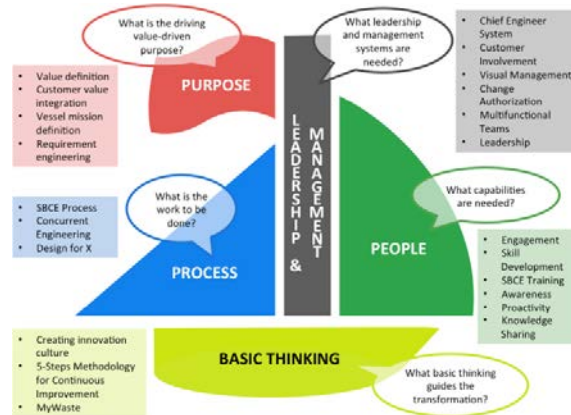 What is the driving
value-driven
purpose?
What leadership
and management
systems are
needed?
• Chief Engineer
System
• Customer
Involvement
• Visual Management
• Change
Authorization
• Multifunctional
Teams
• Leadership
• Value definition
• Customer value
integration
• Vessel mission
definition
• Requirement
engineering
PURPOSE
LEADERSHIP &
MANAGEMENT
• SBCE Process
• Concurrent
Engineering
• Design for X
What is the
work to be
done?
PROCESS
What capabilities
are needed?
PEOPLE
• Engagement
• Skill
Development
• SBCE Training
• Awareness
• Proactivity
• Knowledge
Sharing
• Creating innovation
culture
• 5-Steps Methodology
for Continuous
Improvement
• MyWaste
BASIC THINKING
What basic thinking
guides the
transformation?